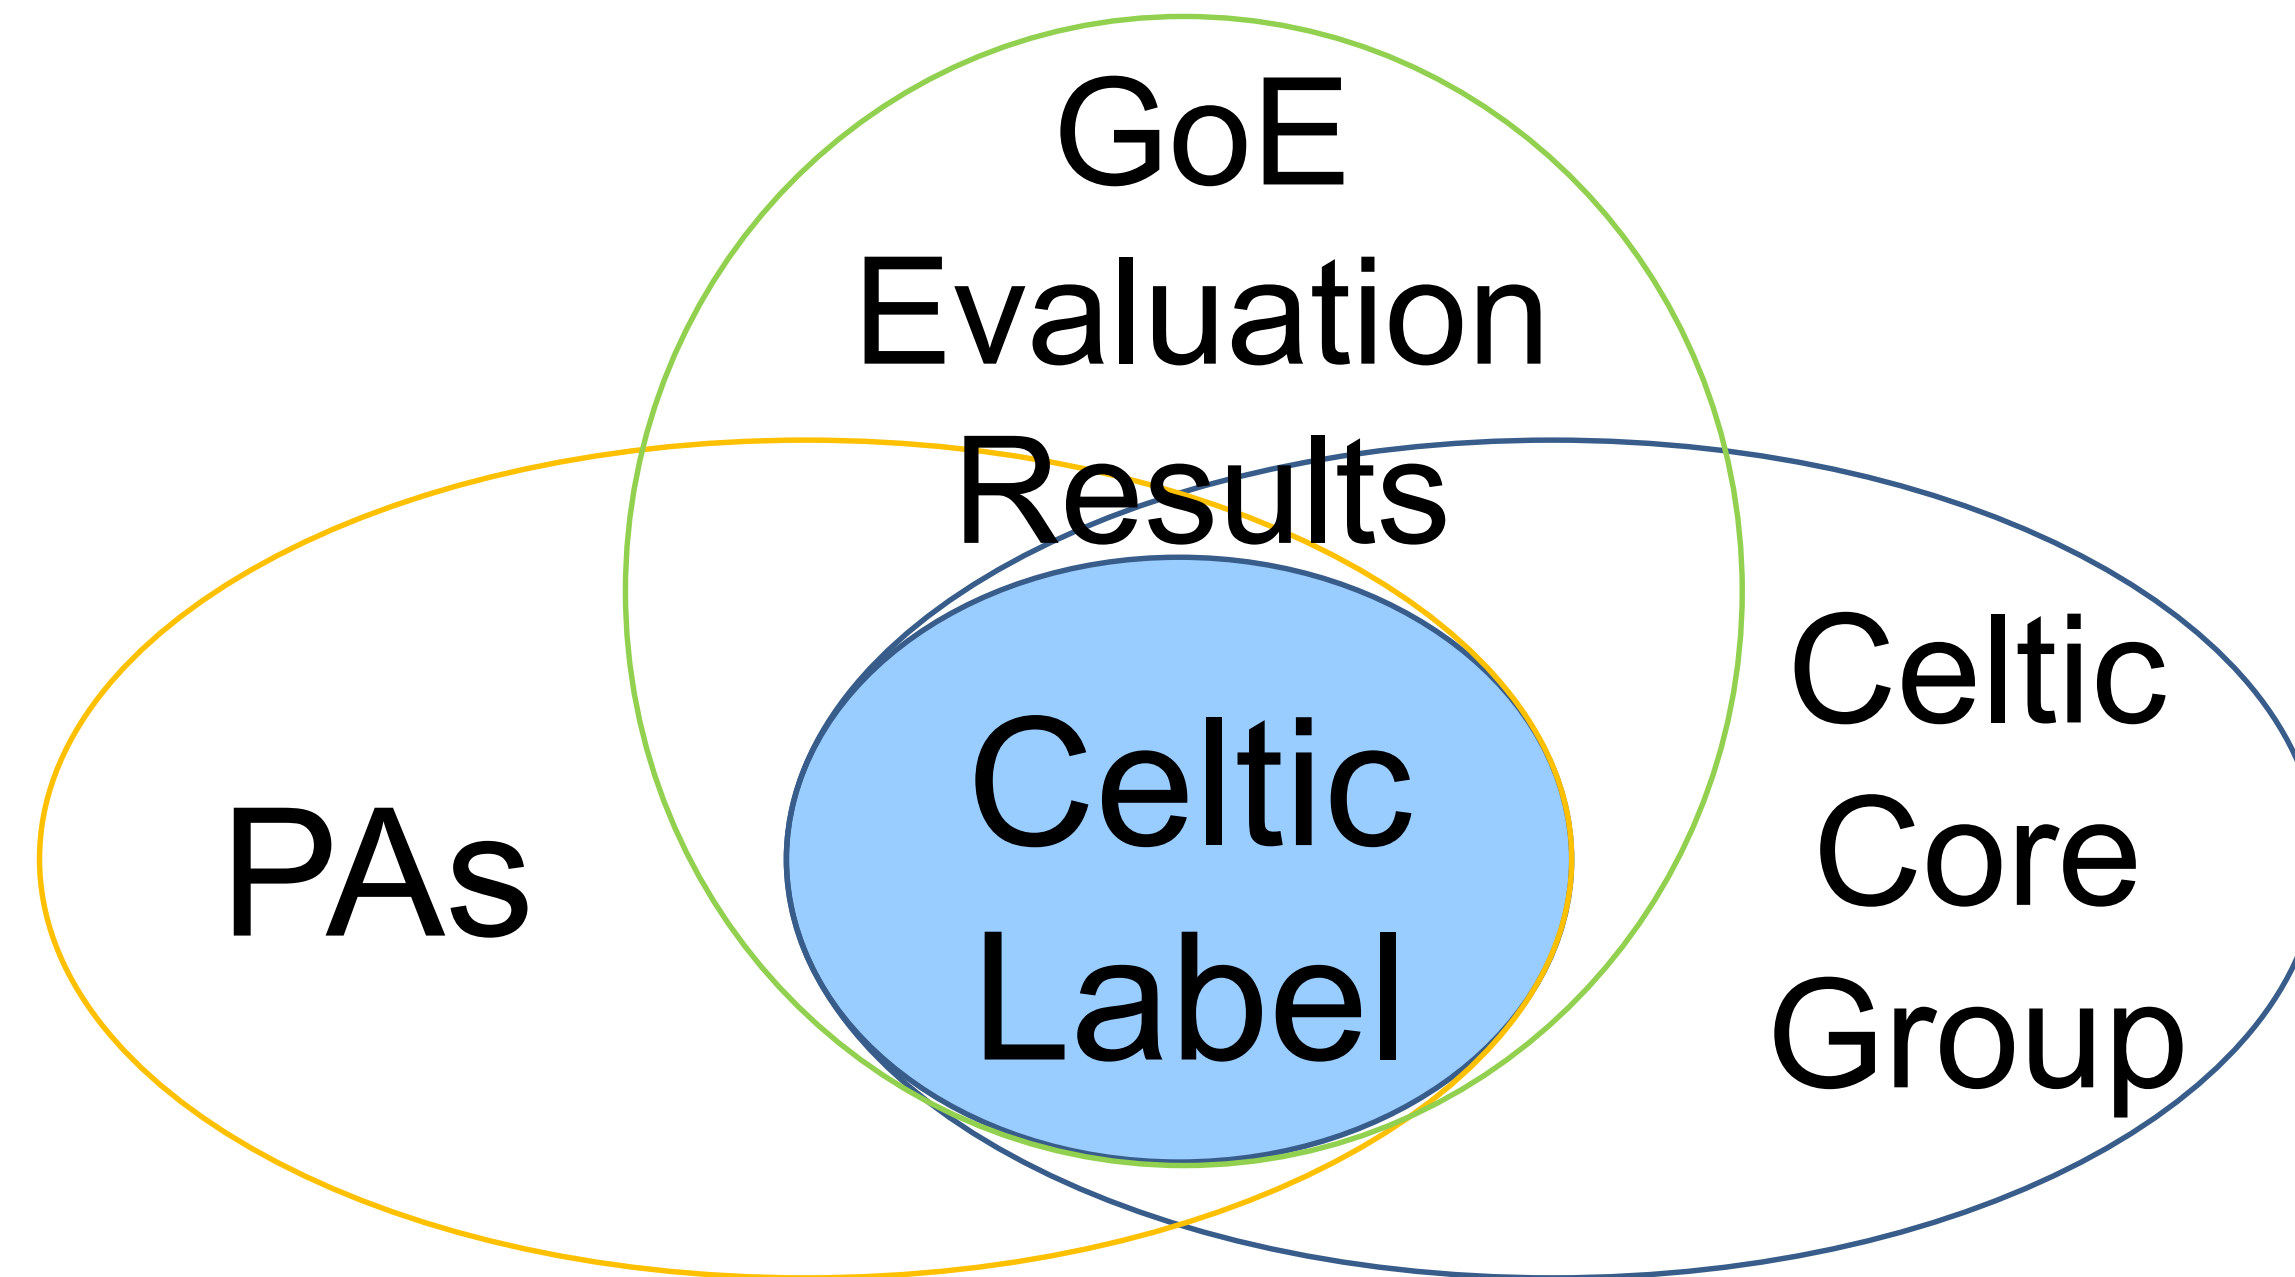 GoE
Evaluation
Results
PAs
Celtic
Label
Celtic
Core
Group